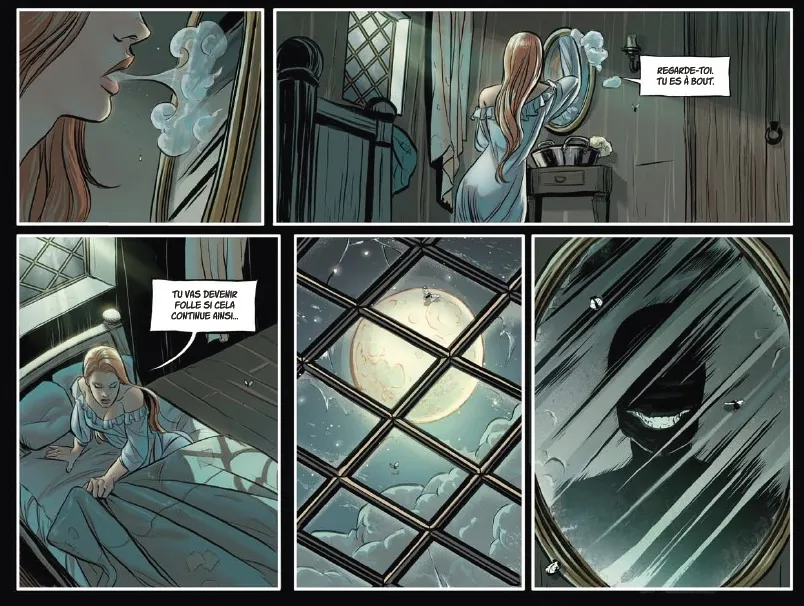 REGARDE-TOI.
TU ES À BOUT.
TU VAS DEVENIR
FOLLE SI CELA
CONTINUE AINSI...